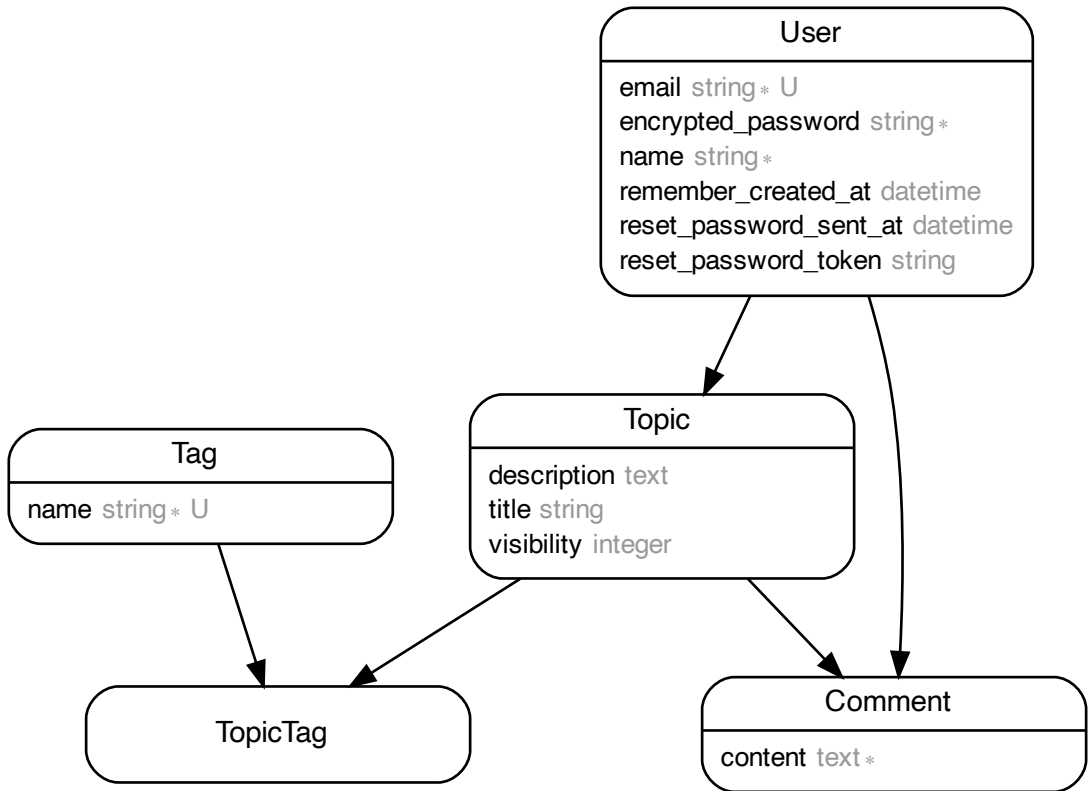 User
email string* U
encrypted_password string*
name string*
remember_created_at datetime
reset_password_sent_at datetime
reset_password_token string
Topic
description text
title string
visibility integer
Tag
name string* U
TopicTag
Comment
content text*